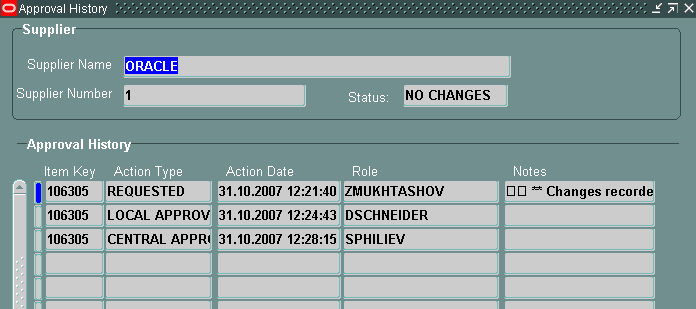 Approval History
Supplier
Supplier Name ORACLE
Supplier Number 1 Status: NO CHANGES
Approval History
Item Key Action Type Action Date Role Notes
106305 REQUESTED 31.10.2007 12:21:40 ZMUKHTASHOV ** Changes recorde
106305 LOCAL APPROV 31.10.2007 12:24:43 DSCHNEIDER
106305 CENTRAL APPR 31.10.2007 12:28:15 SPHILIEV